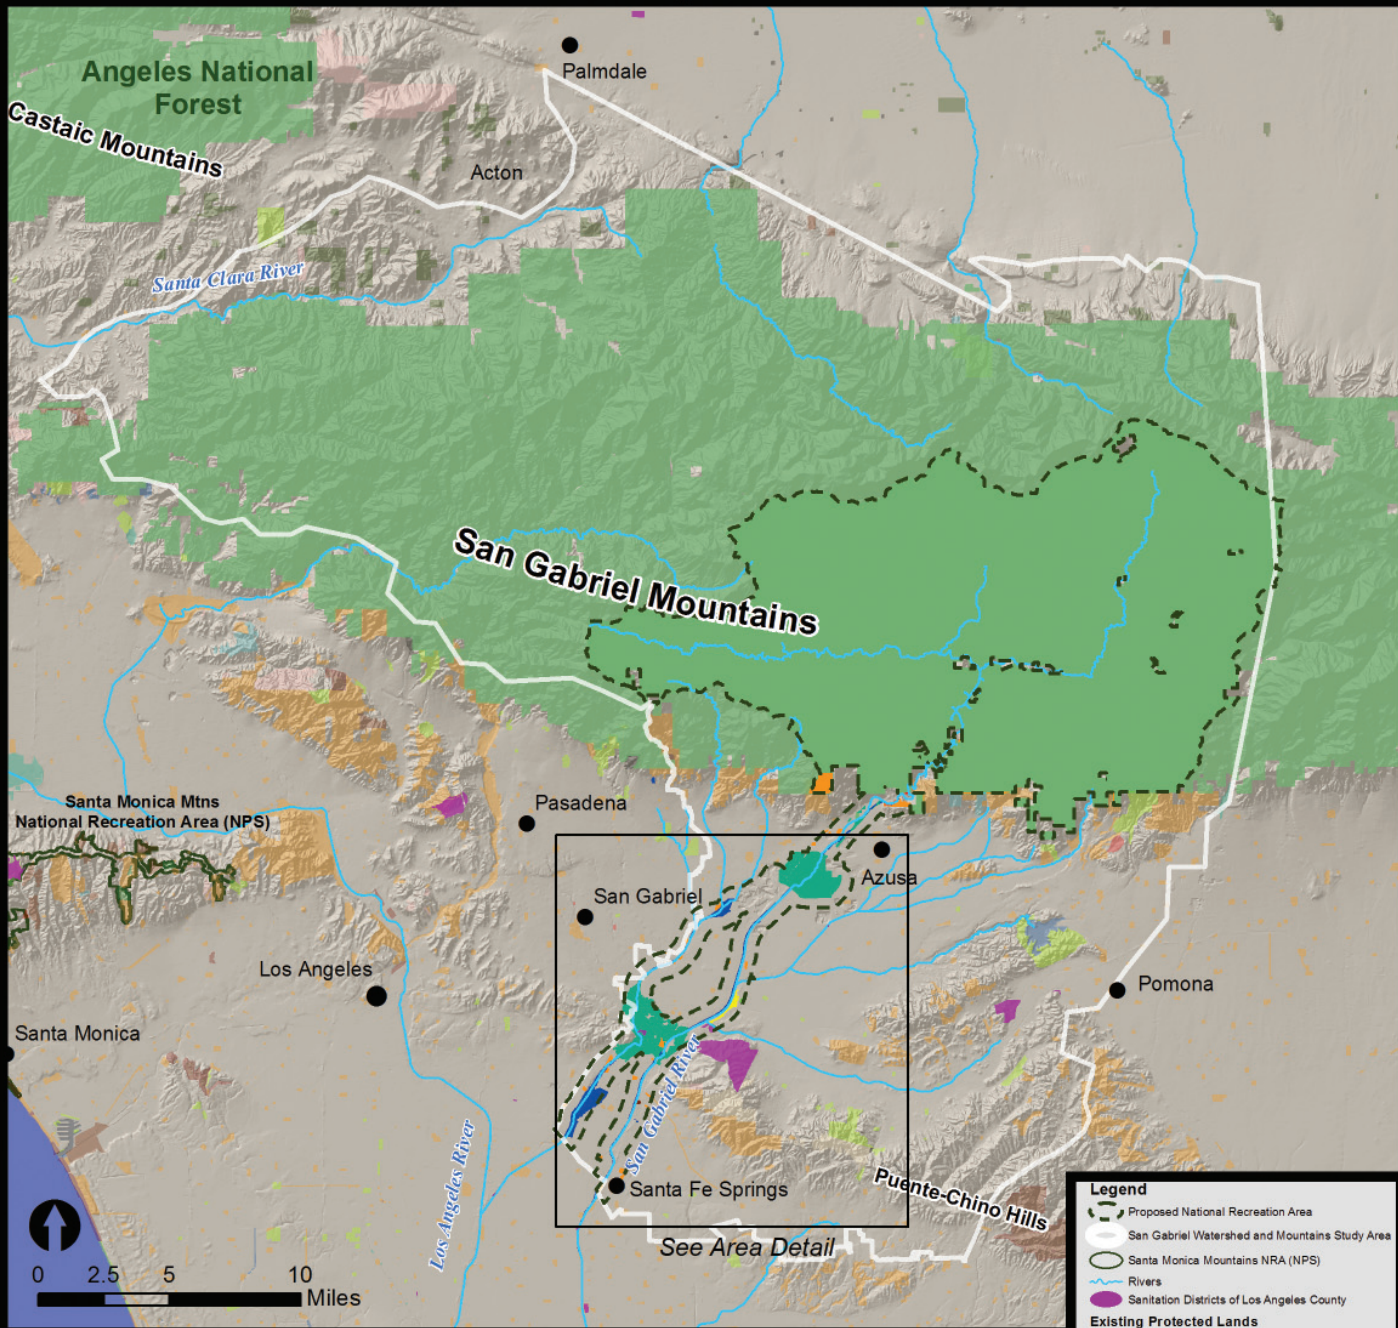 Palmdale
Angeles National
Forest
Castaic Mountains
Acton
Santa Clara River
San Gabriel Mountains
Santa Monica Mtns
National Recreation Area (NPS)
Pasadena
Azusa
San Gabriel
Los Angeles
Pomona
Santa Monica
San Gabriel River
Los Angeles River
Santa Fe Springs
Puente-Chino Hills
See Area Detail
0 2.5 5 10
Miles
Legend
Proposed National Recreation Area
San Gabriel Watershed and Mountains Study Area
Santa Monica Mountains NRA (NPS)
Rivers
Sanitation Districts of Los Angeles County
Existing Protected Lands